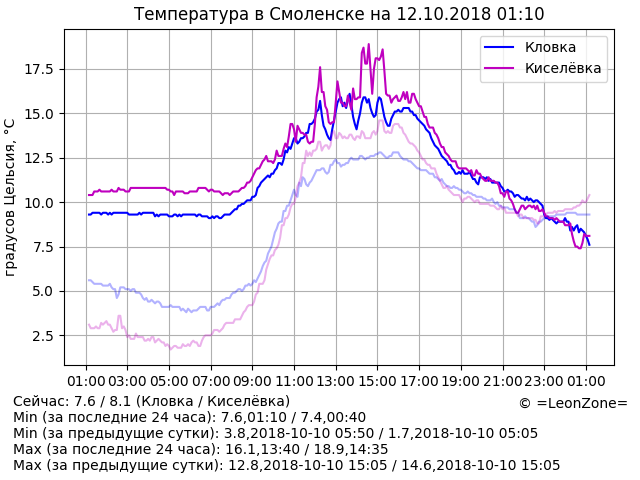 Температура в Смоленске на 12.10.2018 01:10
Кловка
Киселёвка
градусов Цельсия, °C
17.5
15.0
12.5
10.0
7.5
5.0
2.5
01:00 03:00 05:00 07:00 09:00 11:00 13:00 15:00 17:00 19:00 21:00 23:00 01:00
Сейчас: 7.6 / 8.1 (Кловка / Киселёвка)
© =LeonZone=
Min (за последние 24 часа): 7.6,01:10 / 7.4,00:40
Min (за предыдущие сутки): 3.8,2018-10-10 05:50 / 1.7,2018-10-10 05:05
Max (за последние 24 часа): 16.1,13:40 / 18.9,14:35
Max (за предыдущие сутки): 12.8,2018-10-10 15:05 / 14.6,2018-10-10 15:05